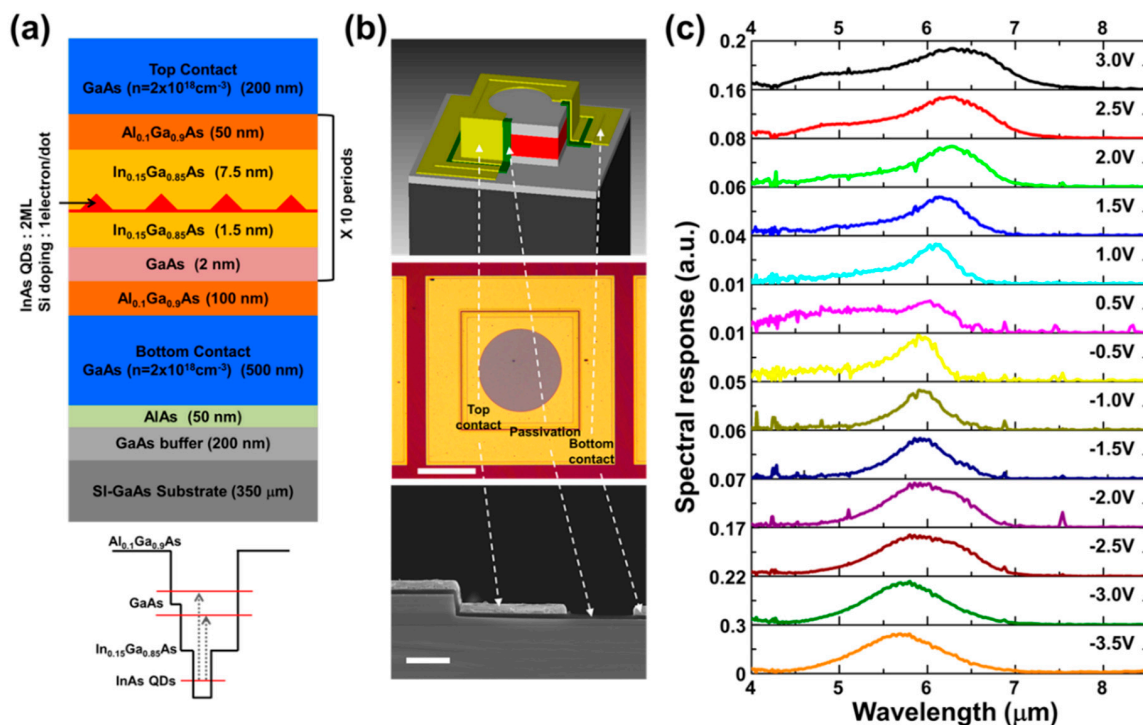 (a)
Top Contact
GaAs (n=2x10¹⁸cm⁻³) (200 nm)
Al₀.₁Ga₀.₉As (50 nm)
In₀.₁₅Ga₀.₈₅As (7.5 nm)
In₀.₁₅Ga₀.₈₅As (1.5 nm)
GaAs (2 nm)
Al₀.₁Ga₀.₉As (100 nm)
Bottom Contact
GaAs (n=2x10¹⁸cm⁻³) (500 nm)
AlAs (50 nm)
GaAs buffer (200 nm)
SI-GaAs Substrate (350 μm)
InAs QDs : 2ML
Si doping : 1electron/dot
X 10 periods
Al₀.₁Ga₀.₉As
GaAs
In₀.₁₅Ga₀.₈₅As
InAs QDs
(b)
Top
contact
Passivation
Bottom
contact
(c)
4 5 6 7 8
0.2
3.0V
0.16
2.5V
0.08
2.0V
0.06
1.5V
0.04
1.0V
0.01
0.5V
0.01
-0.5V
0.05
-1.0V
0.06
-1.5V
0.07
-2.0V
0.17
-2.5V
0.22
-3.0V
0.3
-3.5V
0
4 5 6 7 8
Spectral response (a.u.)
Wavelength (μm)